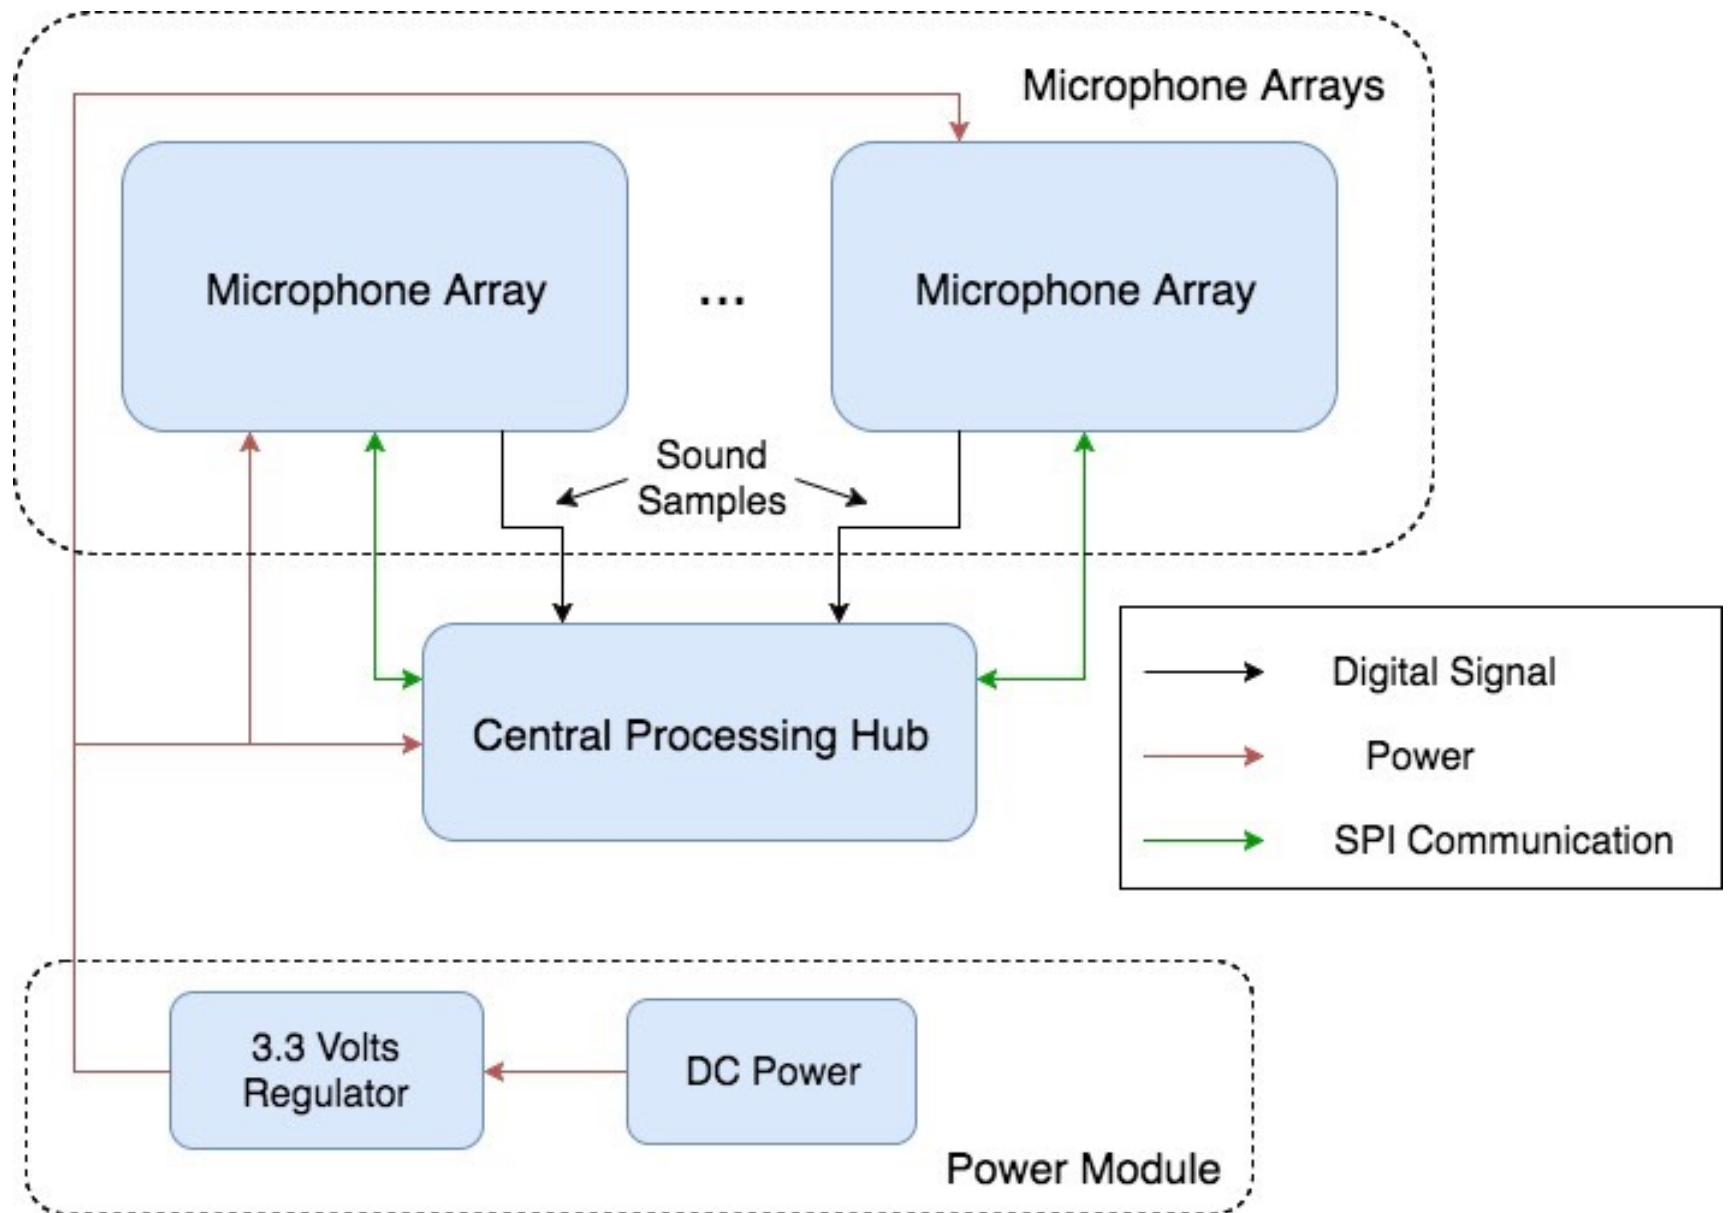 Microphone Arrays
Microphone Array
...
Microphone Array
Sound
Samples
Digital Signal
Power
SPI Communication
Central Processing Hub
3.3 Volts
Regulator
DC Power
Power Module